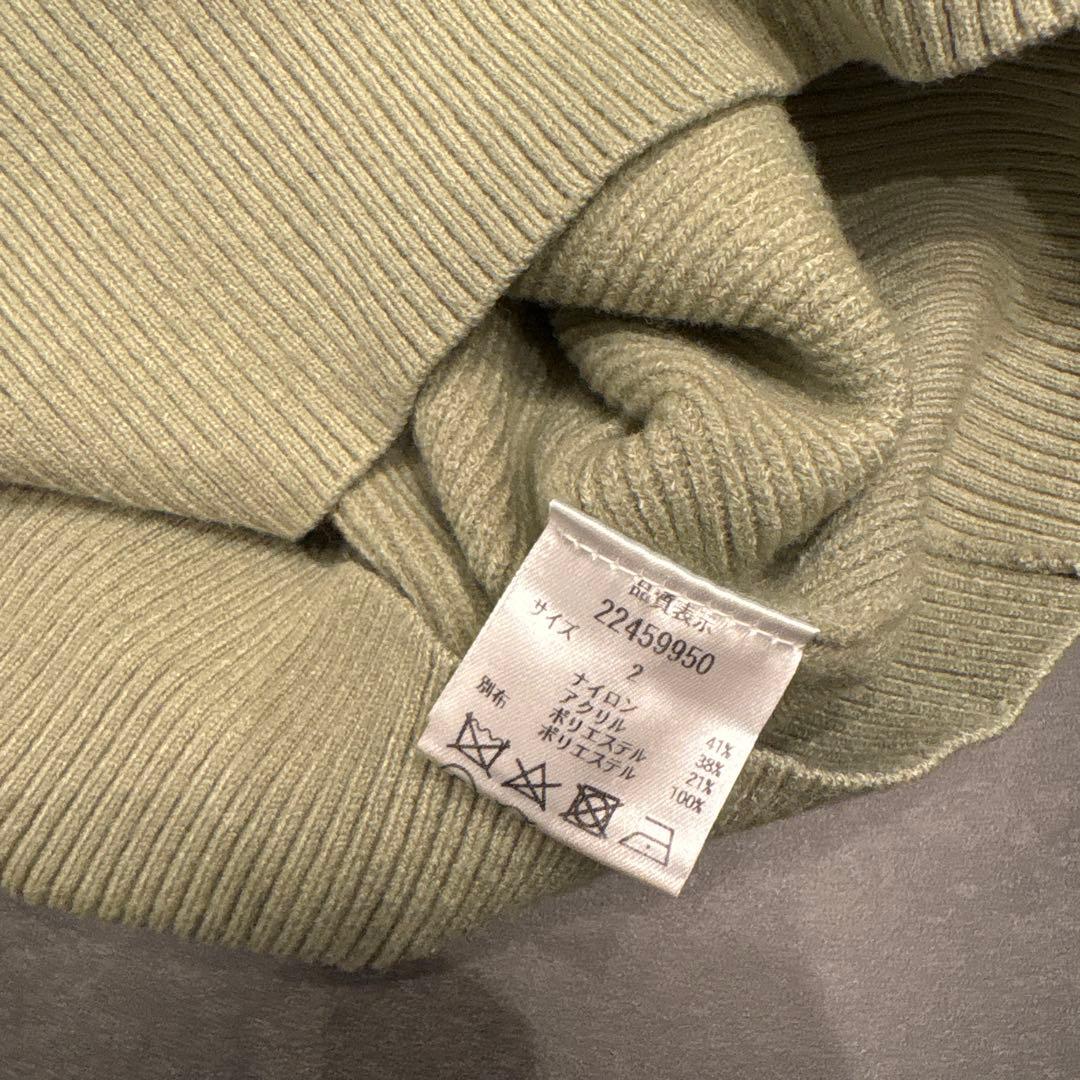 品質表示
22459950
サイズ 2
ナイロン 41%
アクリル 38%
ポリエステル 21%
別布 ポリエステル 100%